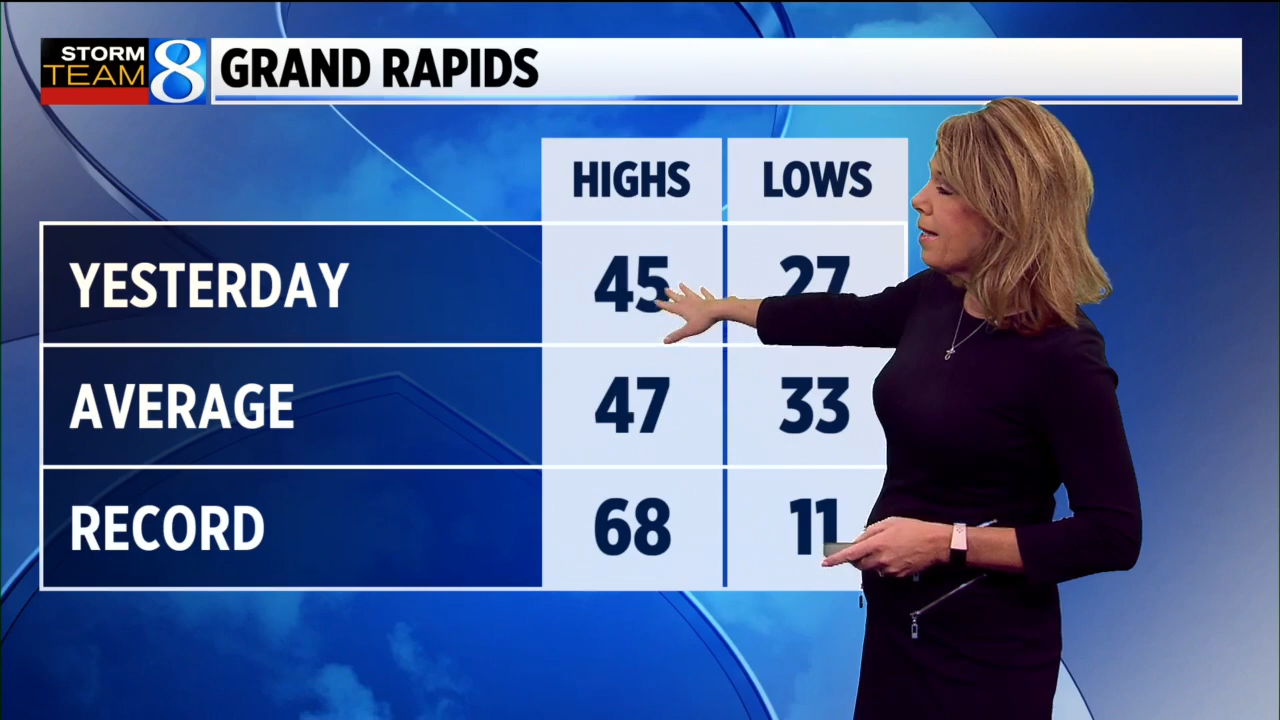 STORM
TEAM 8
GRAND RAPIDS
HIGHS LOWS
YESTERDAY 45 27
AVERAGE 47 33
RECORD 68 11